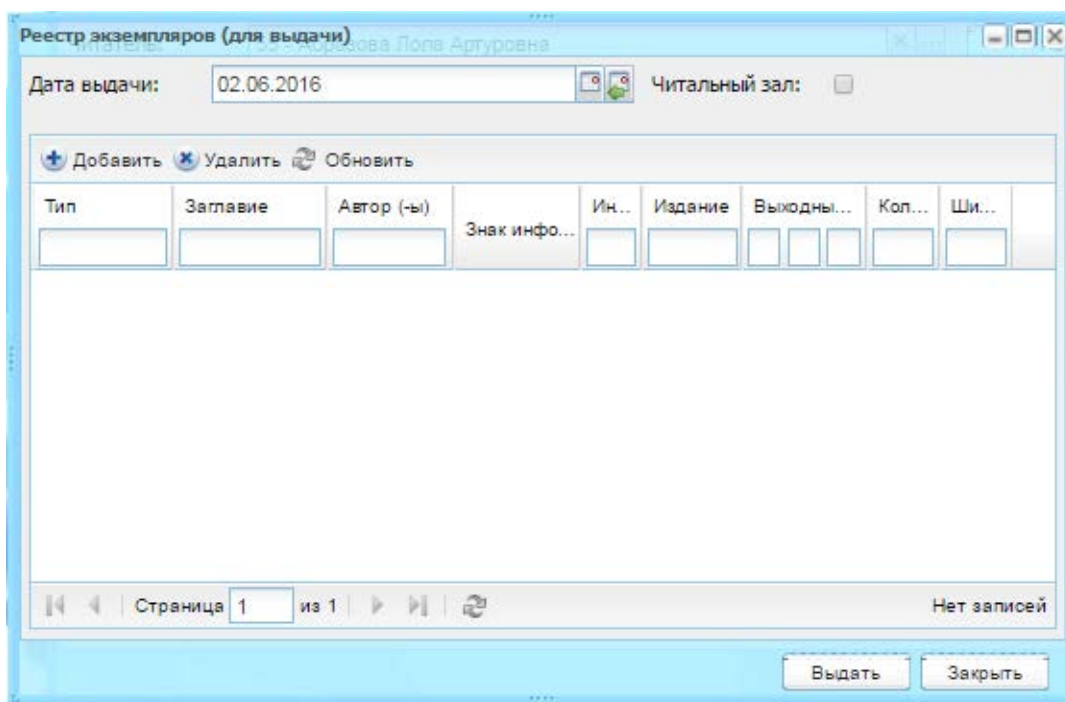 Реестр экземпляров (для выдачи)
Дата выдачи: 02.06.2016 Читальный зал:
Добавить Удалить Обновить
Тип Заглавие Автор (-ы) Знак инфо... Ин... Издание Выходны... Кол... Ши...
Страница 1 из 1 Нет записей
Выдать Закрыть